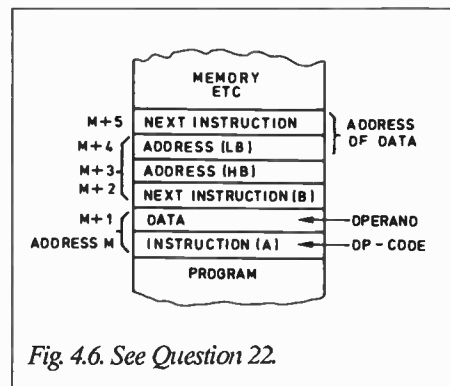 MEMORY
ETC
M+5 NEXT INSTRUCTION
M+4 ADDRESS (LB) ADDRESS
OF DATA
M+3 ADDRESS (HB)
M+2 NEXT INSTRUCTION (B)
M+1 DATA OPERAND
ADDRESS M INSTRUCTION (A) OP-CODE
PROGRAM
Fig. 4.6. See Question 22.